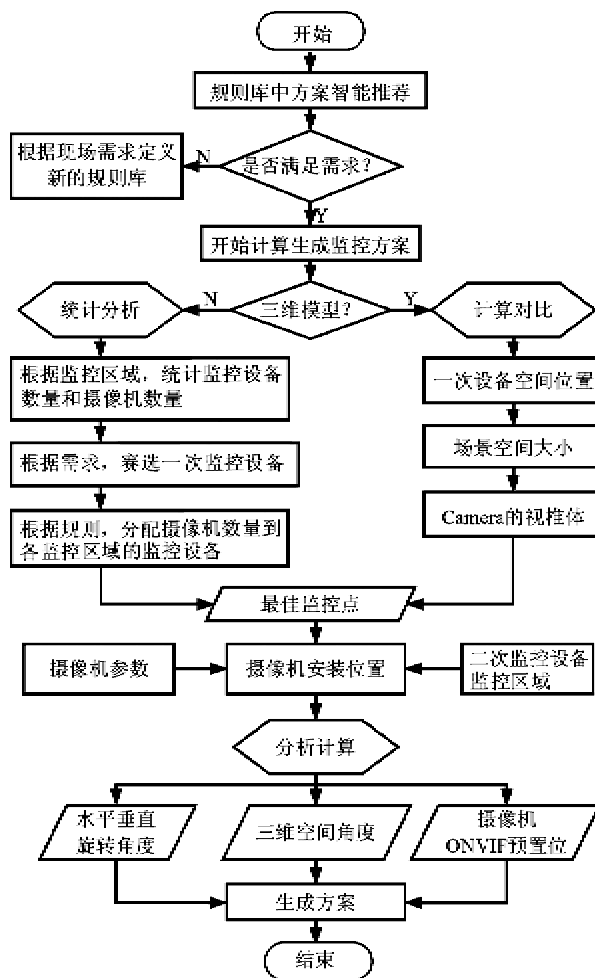 开始
规则库中方案智能推荐
根据现场需求定义
新的规则库
N
是否满足需求?
Y
开始计算生成监控方案
统计分析
N
三维模型?
Y
计算对比
根据监控区域，统计监控设备
数量和摄像机数量
一次设备空间位置
根据需求，赛选一次监控设备
场景空间大小
根据规则，分配摄像机数量到
各监控区域的监控设备
Camera的视椎体
最佳监控点
摄像机参数
摄像机安装位置
二次监控设备
监控区域
分析计算
水平垂直
旋转角度
三维空间角度
摄像机
ONVIF预置位
生成方案
结束